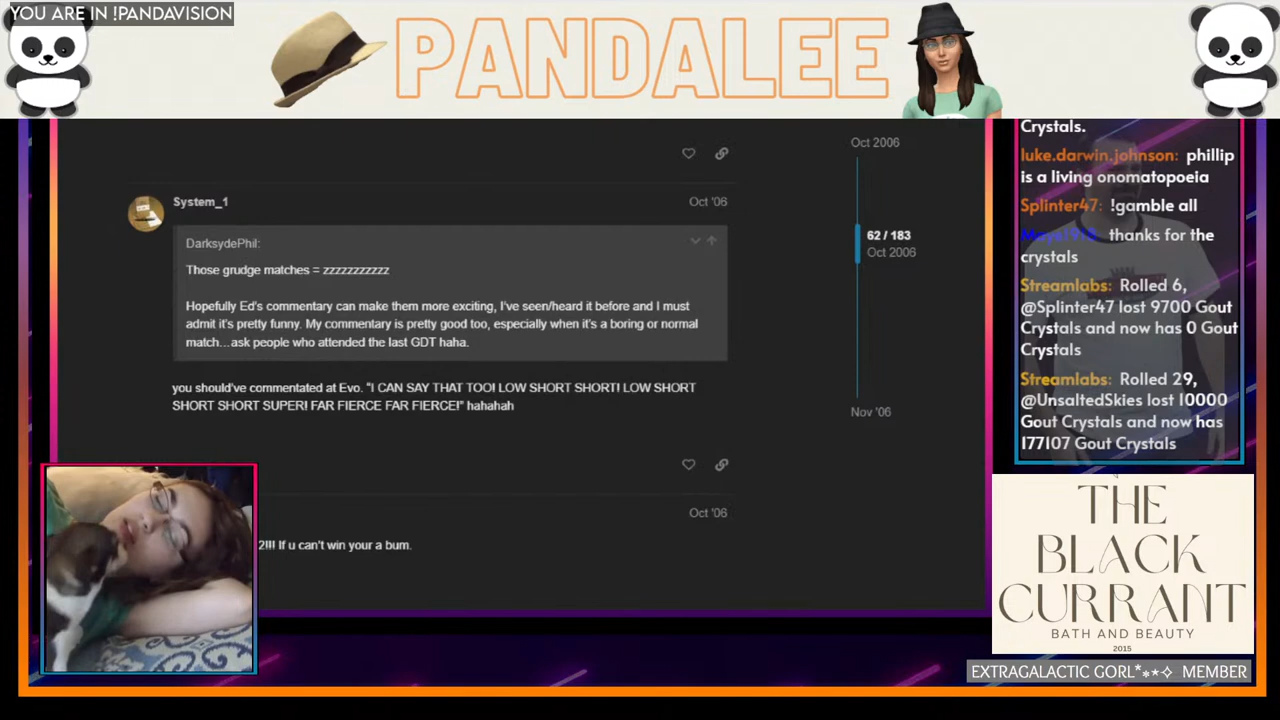 YOU ARE IN !PANDAVISION
PANDALEE
Oct 2006
System_1
Oct '06
DarksydePhil:
Those grudge matches = zzzzzzzzzzz
Hopefully Ed's commentary can make them more exciting, I've seen/heard it before and I must
admit it's pretty funny. My commentary is pretty good too, especially when it's a boring or normal
match...ask people who attended the last GDT haha.
you should've commentated at Evo. "I CAN SAY THAT TOO! LOW SHORT SHORT! LOW SHORT
SHORT SHORT SUPER! FAR FIERCE FAR FIERCE!" hahahah
62 / 183
Oct 2006
Nov '06
Oct '06
2!!! If u can't win your a bum.
Crystals.
luke.darwin.johnson: phillip
is a living onomatopoeia
Splinter47: !gamble all
thanks for the
crystals
Streamlabs: Rolled 6,
@Splinter47 lost 9700 Gout
Crystals and now has 0 Gout
Crystals
Streamlabs: Rolled 29,
@UnsaltedSkies lost 10000
Gout Crystals and now has
177107 Gout Crystals
THE
BLACK
CURRANT
BATH AND BEAUTY
2015
EXTRAGALACTIC GORL*⁎⋆✧ MEMBER